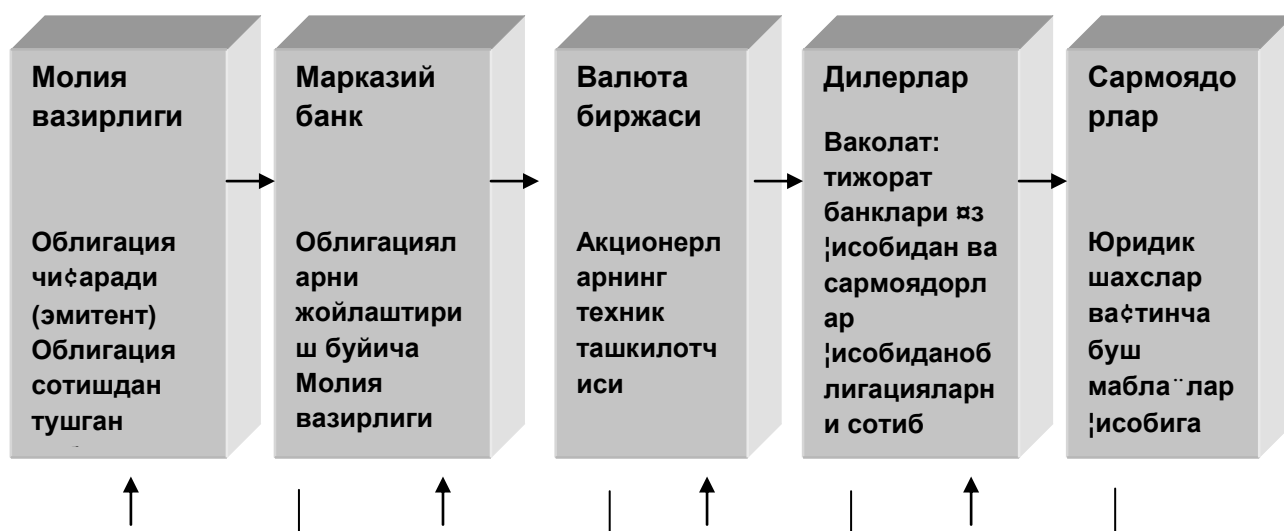 Молия
вазирлиги
Облигация
чи¢аради
(эмитент)
Облигация
сотишдан
тушган
Марказий
банк
Облигациял
арни
жойлаштири
ш буйича
Молия
вазирлиги
Валюта
биржаси
Акционерл
арнинг
техник
ташкилотч
иси
Дилерлар
Ваколат:
тижорат
банклари ¤з
¦исобидан ва
сармоядорл
ар
¦исобиданоб
лигацияларн
и сотиб
Сармоядо
рлар
Юридик
шахслар
ва¢тинча
буш
мабла¨лар
¦исобига